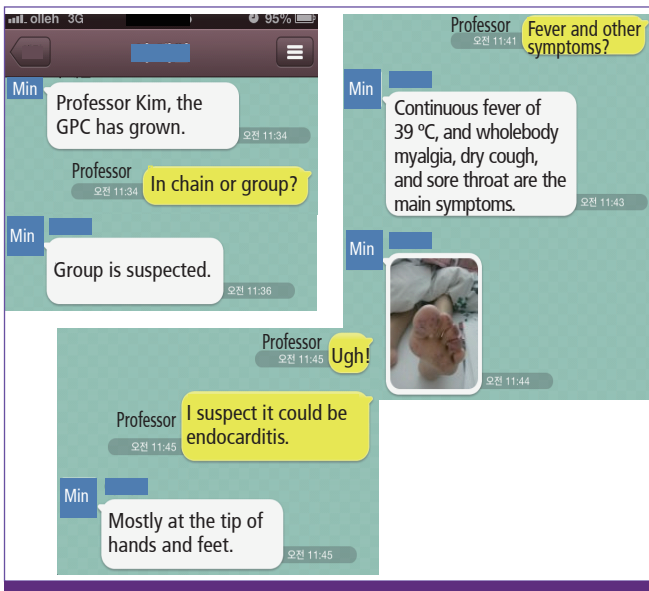 olleh 3G
95%
Min
Professor Kim, the
GPC has grown.
오전 11:34
Professor
오전 11:34
In chain or group?
Min
Group is suspected.
오전 11:36
Professor
오전 11:41
Fever and other
symptoms?
Min
Continuous fever of
39 ºC, and wholebody
myalgia, dry cough,
and sore throat are the
main symptoms.
오전 11:43
Min
오전 11:44
Professor
오전 11:45
Ugh!
Professor
오전 11:45
I suspect it could be
endocarditis.
Min
Mostly at the tip of
hands and feet.
오전 11:45